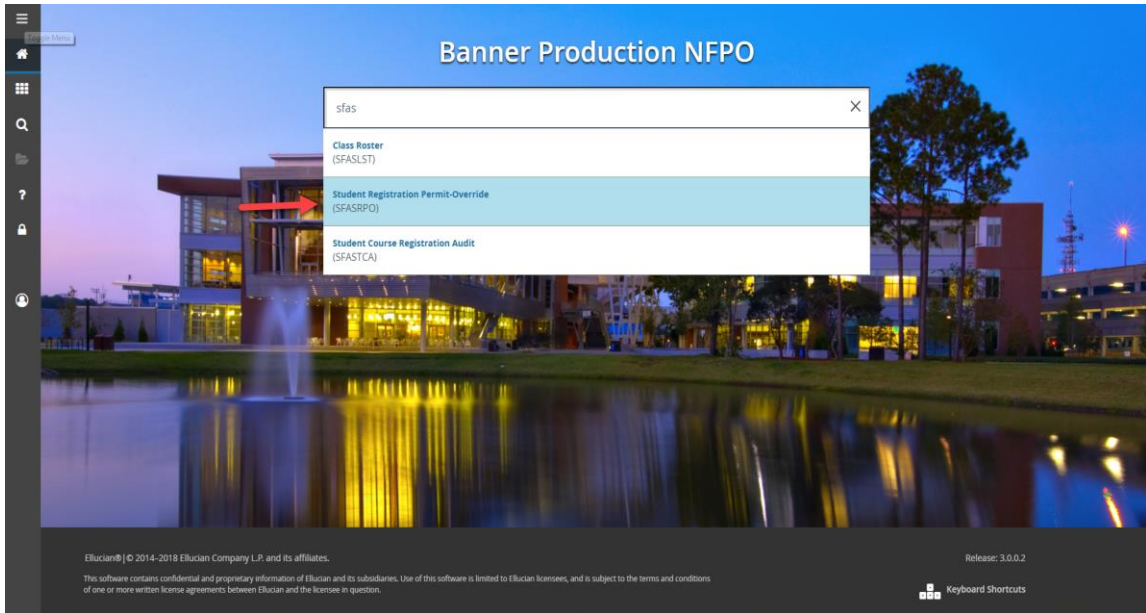 Toggle Menu
Banner Production NFPO
sfas
Class Roster
(SFASLST)
Student Registration Permit-Override
(SFASRPO)
Student Course Registration Audit
(SFASTCA)
Ellucian® | © 2014–2018 Ellucian Company L.P. and its affiliates.
Release: 3.0.0.2
This software contains confidential and proprietary information of Ellucian and its subsidiaries. Use of this software is limited to Ellucian licensees, and is subject to the terms and conditions
of one or more written license agreements between Ellucian and the licensee in question.
Keyboard Shortcuts